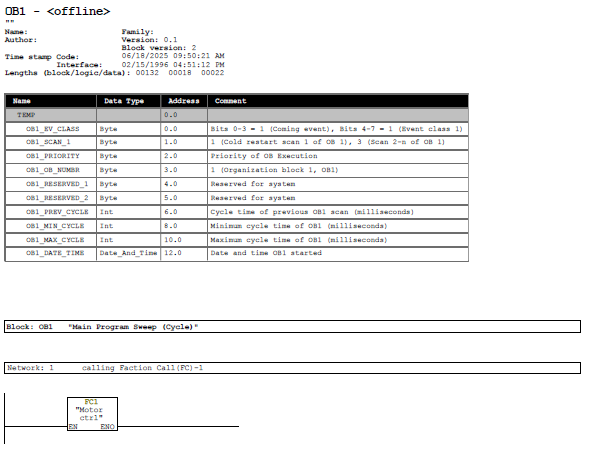 OB1 - <offline>
""
Name: Family:
Author: Version: 0.1
Block version: 2
Time stamp Code: 06/18/2025 09:50:21 AM
Interface: 02/15/1996 04:51:12 PM
Lengths (block/logic/data): 00132 00018 00022
Name Data Type Address Comment
TEMP 0.0
OB1_EV_CLASS Byte 0.0 Bits 0-3 = 1 (Coming event), Bits 4-7 = 1 (Event class 1)
OB1_SCAN_1 Byte 1.0 1 (Cold restart scan 1 of OB 1), 3 (Scan 2-n of OB 1)
OB1_PRIORITY Byte 2.0 Priority of OB Execution
OB1_OB_NUMBR Byte 3.0 1 (Organization block 1, OB1)
OB1_RESERVED_1 Byte 4.0 Reserved for system
OB1_RESERVED_2 Byte 5.0 Reserved for system
OB1_PREV_CYCLE Int 6.0 Cycle time of previous OB1 scan (milliseconds)
OB1_MIN_CYCLE Int 8.0 Minimum cycle time of OB1 (milliseconds)
OB1_MAX_CYCLE Int 10.0 Maximum cycle time of OB1 (milliseconds)
OB1_DATE_TIME Date_And_Time 12.0 Date and time OB1 started
Block: OB1 "Main Program Sweep (Cycle)"
Network: 1 calling Faction Call(FC)-1
FC1
"Motor
ctrl"
EN ENO